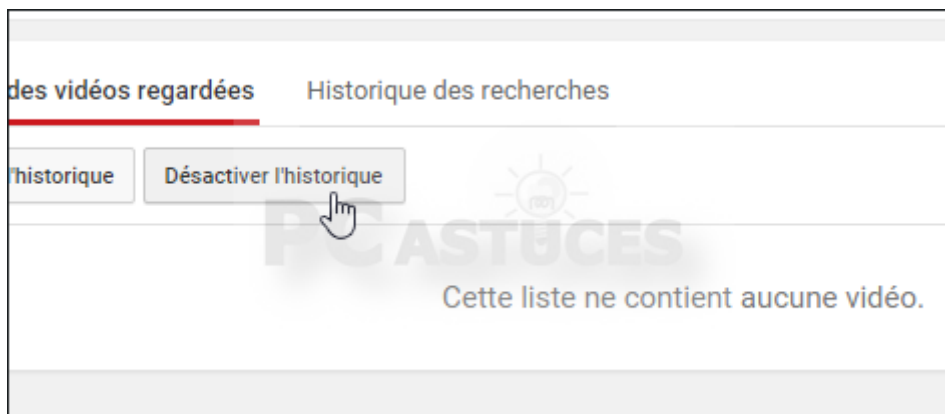 des vidéos regardées Historique des recherches
l'historique Désactiver l'historique
PC ASTUCES
Cette liste ne contient aucune vidéo.